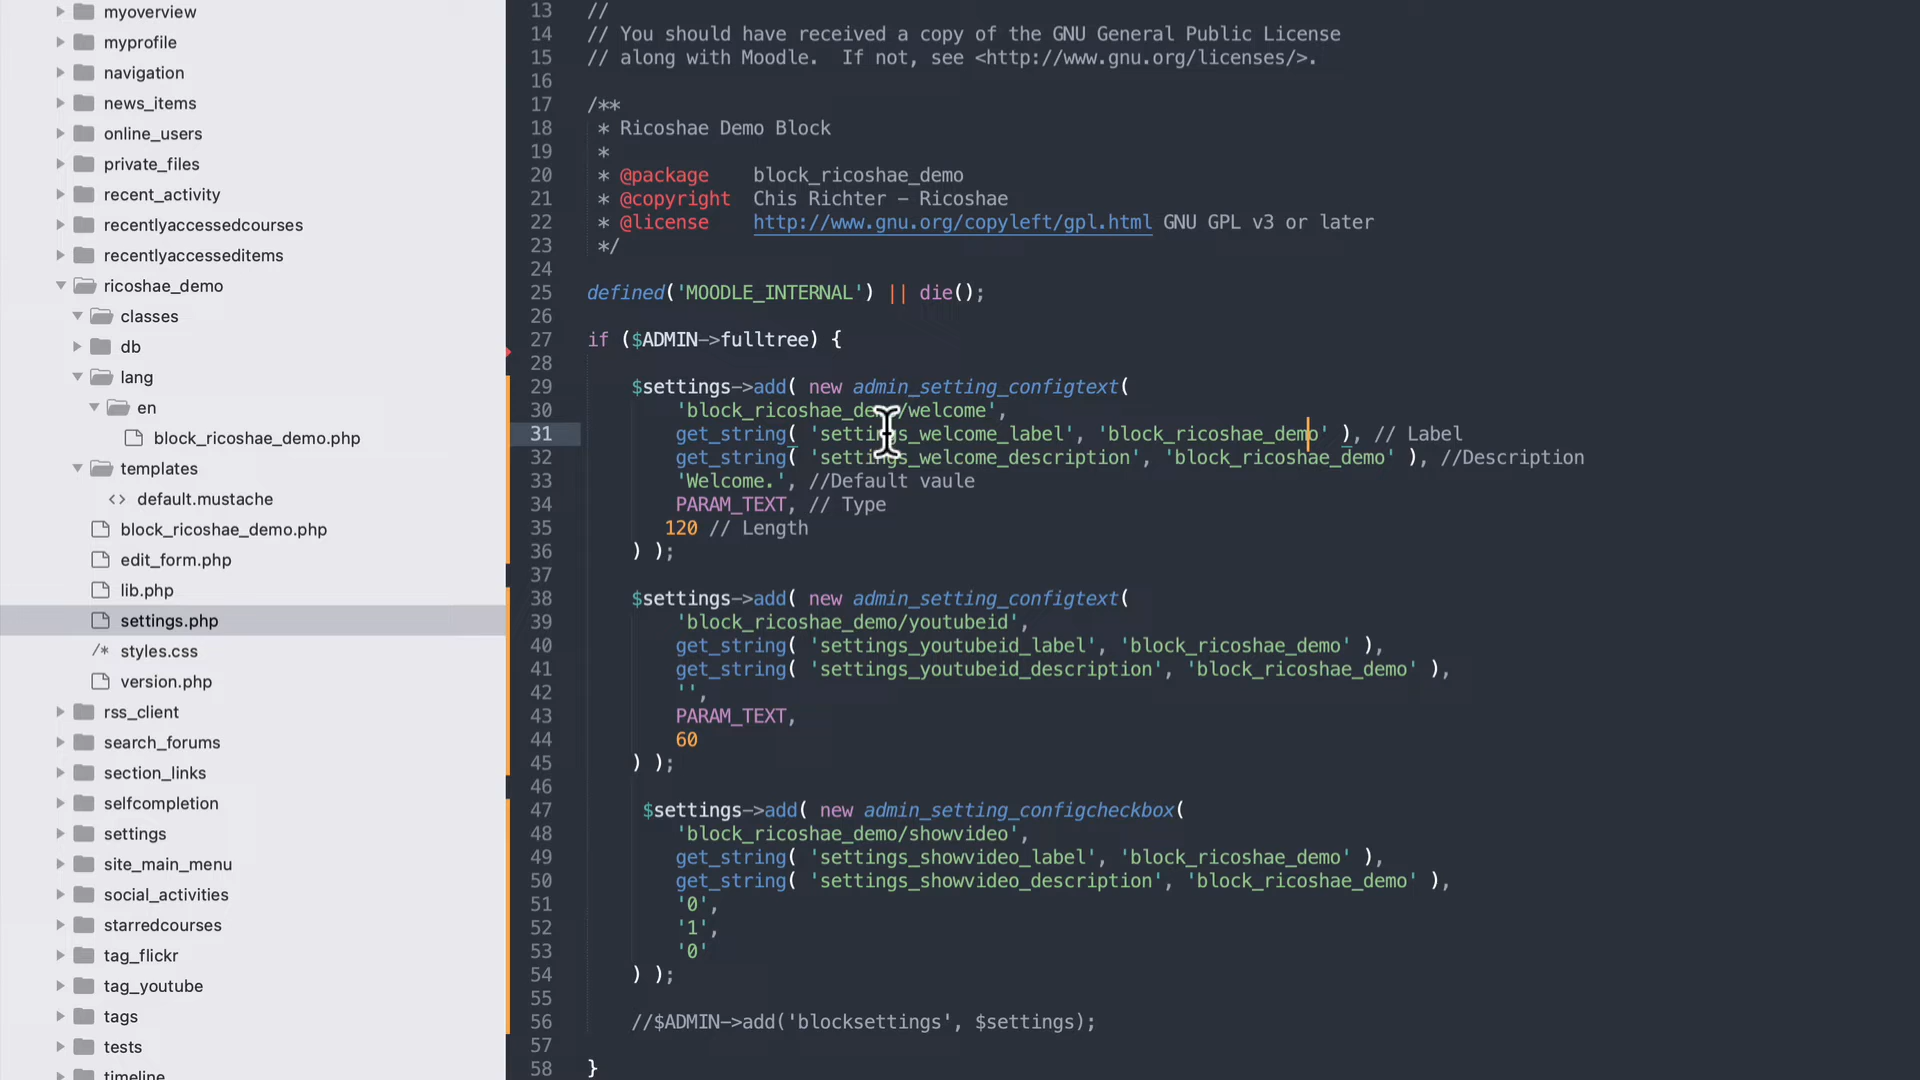 myoverview
myprofile
navigation
news_items
online_users
private_files
recent_activity
recentlyaccessedcourses
recentlyaccesseditems
ricoshae_demo
classes
db
lang
en
block_ricoshae_demo.php
templates
<> default.mustache
block_ricoshae_demo.php
edit_form.php
lib.php
settings.php
/* styles.css
version.php
rss_client
search_forums
section_links
selfcompletion
settings
site_main_menu
social_activities
starredcourses
tag_flickr
tag_youtube
tags
tests
timeline
13 //
14 // You should have received a copy of the GNU General Public License
15 // along with Moodle.  If not, see <http://www.gnu.org/licenses/>.
16
17 /**
18  * Ricoshae Demo Block
19  *
20  * @package    block_ricoshae_demo
21  * @copyright  Chis Richter – Ricoshae
22  * @license    http://www.gnu.org/copyleft/gpl.html GNU GPL v3 or later
23  */
24
25 defined('MOODLE_INTERNAL') || die();
26
27 if ($ADMIN->fulltree) {
28
29     $settings->add( new admin_setting_configtext(
30         'block_ricoshae_demo/welcome',
31         get_string( 'settings_welcome_label', 'block_ricoshae_demo' ), // Label
32         get_string( 'settings_welcome_description', 'block_ricoshae_demo' ), //Description
33         'Welcome.', //Default vaule
34         PARAM_TEXT, // Type
35        120 // Length
36     ) );
37
38     $settings->add( new admin_setting_configtext(
39         'block_ricoshae_demo/youtubeid',
40         get_string( 'settings_youtubeid_label', 'block_ricoshae_demo' ),
41         get_string( 'settings_youtubeid_description', 'block_ricoshae_demo' ),
42         '',
43         PARAM_TEXT,
44         60
45     ) );
46
47      $settings->add( new admin_setting_configcheckbox(
48         'block_ricoshae_demo/showvideo',
49         get_string( 'settings_showvideo_label', 'block_ricoshae_demo' ),
50         get_string( 'settings_showvideo_description', 'block_ricoshae_demo' ),
51         '0',
52         '1',
53         '0'
54     ) );
55
56     //$ADMIN->add('blocksettings', $settings);
57
58 }